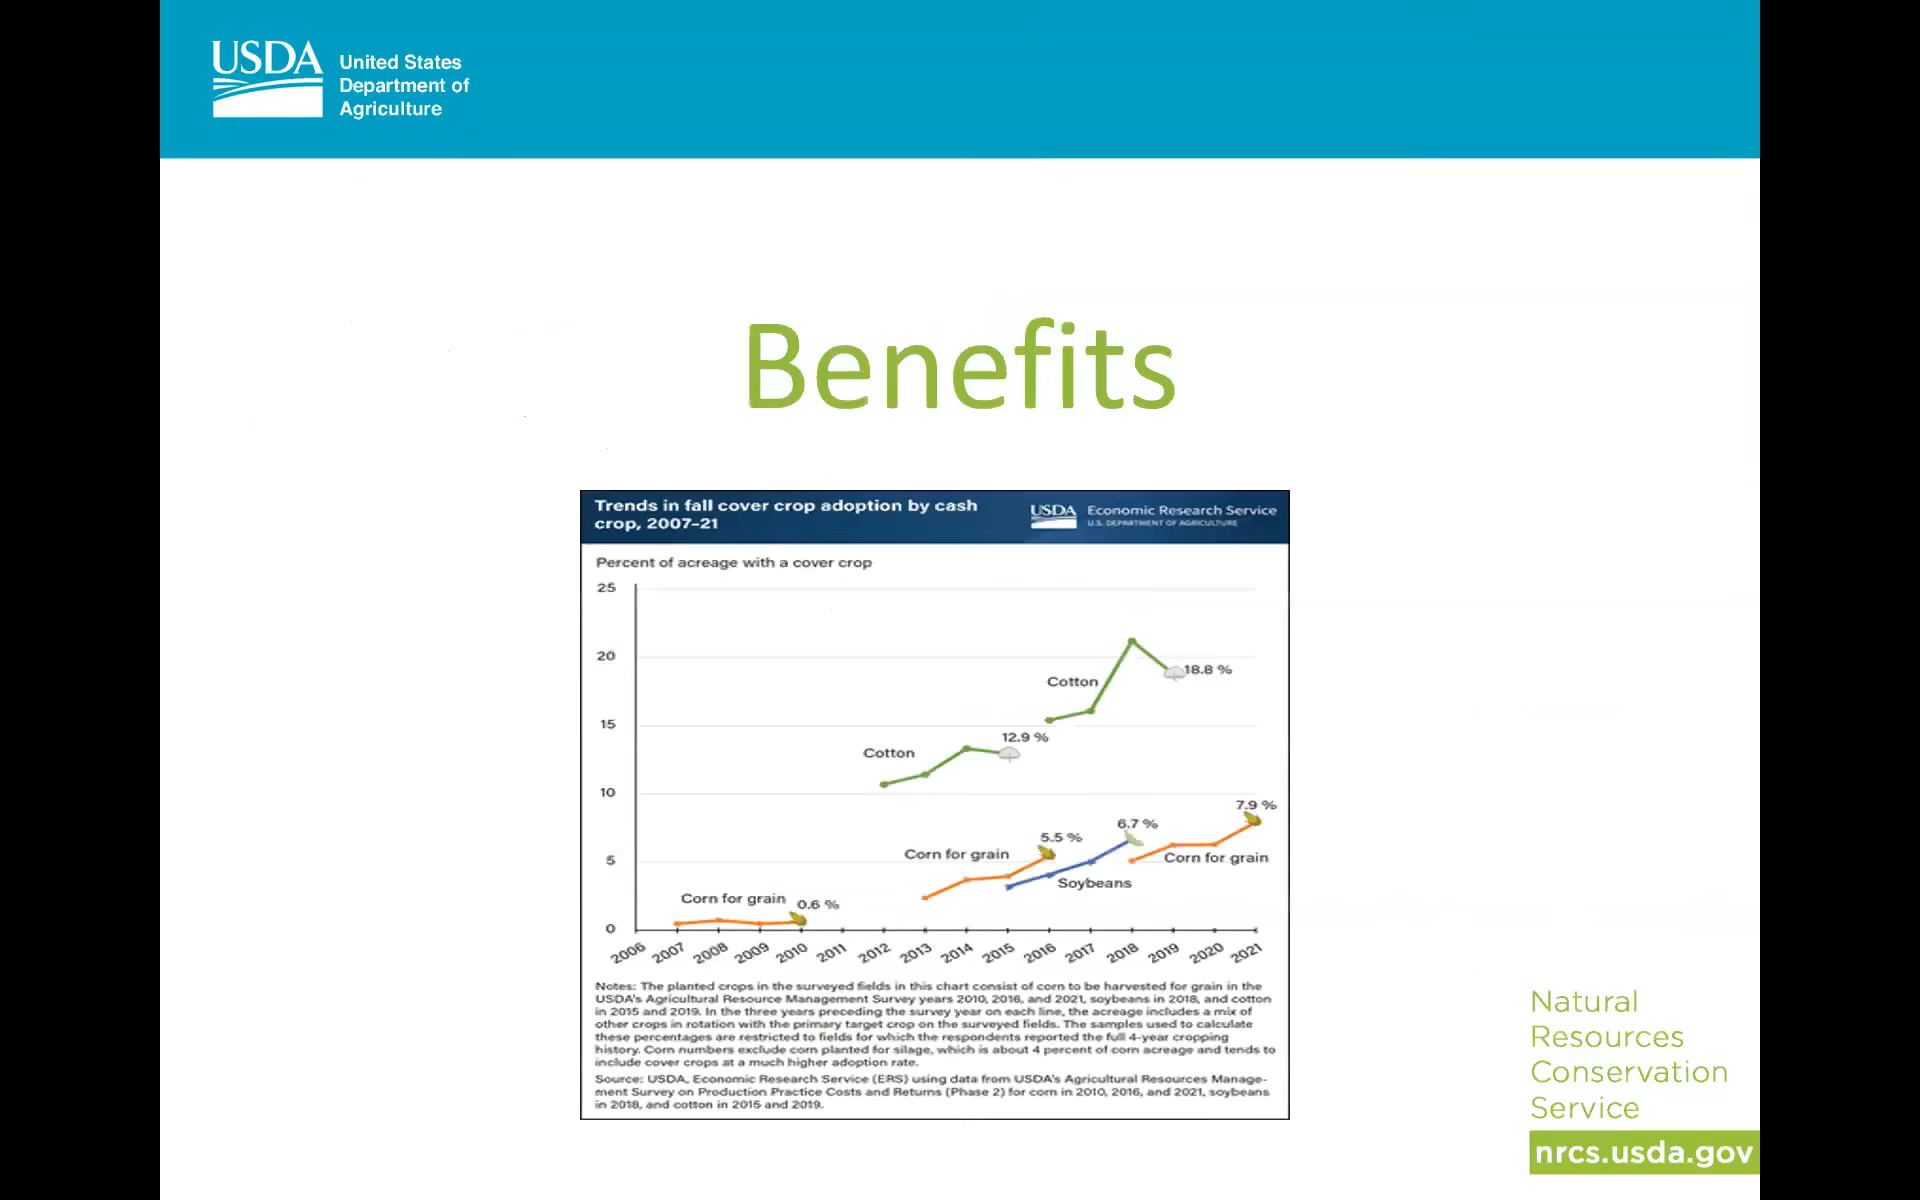 USDA
United States
Department of
Agriculture
Benefits
Trends in fall cover crop adoption by cash
crop, 2007-21
USDA Economic Research Service
U.S. DEPARTMENT OF AGRICULTURE
Percent of acreage with a cover crop
25
20
15
10
5
0
Cotton
18.8 %
Cotton
12.9 %
7.9 %
6.7 %
5.5 %
Corn for grain
Corn for grain
Soybeans
Corn for grain
0.6 %
2006 2007 2008 2009 2010 2011 2012 2013 2014 2015 2016 2017 2018 2019 2020 2021
Notes: The planted crops in the surveyed fields in this chart consist of corn to be harvested for grain in the
USDA's Agricultural Resource Management Survey years 2010, 2016, and 2021, soybeans in 2018, and cotton
in 2015 and 2019. In the three years preceding the survey year on each line, the acreage includes a mix of
other crops in rotation with the primary target crop on the surveyed fields. The samples used to calculate
these percentages are restricted to fields for which the respondents reported the full 4-year cropping
history. Corn numbers exclude corn planted for silage, which is about 4 percent of corn acreage and tends to
include cover crops at a much higher adoption rate.
Source: USDA, Economic Research Service (ERS) using data from USDA's Agricultural Resources Manage-
ment Survey on Production Practice Costs and Returns (Phase 2) for corn in 2010, 2016, and 2021, soybeans
in 2018, and cotton in 2015 and 2019.
Natural
Resources
Conservation
Service
nrcs.usda.gov